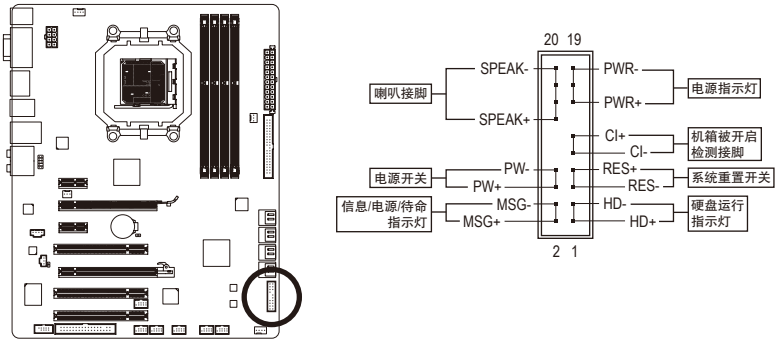 20 19
SPEAK-
PWR-
喇叭接脚
电源指示灯
PWR+
SPEAK+
CI+
机箱被开启
检测接脚
CI-
PW-
RES+
电源开关
系统重置开关
PW+
RES-
信息/电源/待命
指示灯
MSG-
HD-
硬盘运行
指示灯
MSG+
HD+
2 1